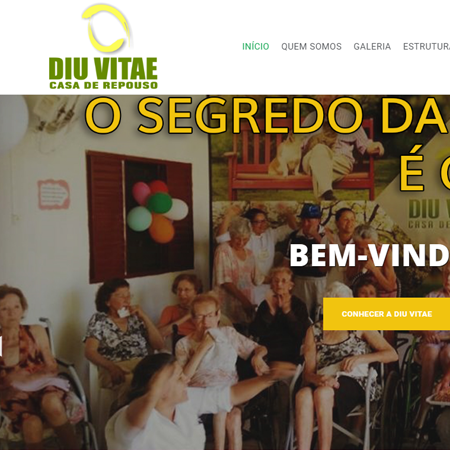 DIU VITAE
CASA DE REPOUSO
INÍCIO QUEM SOMOS GALERIA ESTRUTURA
O SEGREDO DA
É
DIU V
CASA DE
BEM-VIND
CONHECER A DIU VITAE